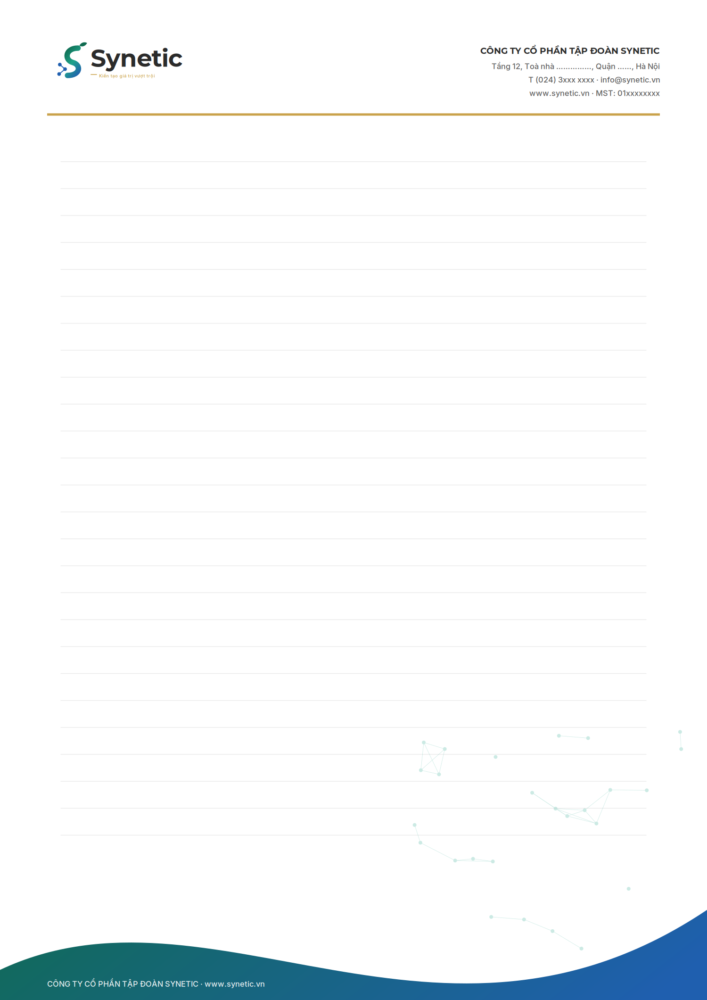 Synetic
Kiến tạo giá trị vượt trội
CÔNG TY CỔ PHẦN TẬP ĐOÀN SYNETIC
Tầng 12, Toà nhà ……………, Quận ……, Hà Nội
T (024) 3xxx xxxx · info@synetic.vn
www.synetic.vn · MST: 01xxxxxxxx
CÔNG TY CỔ PHẦN TẬP ĐOÀN SYNETIC · www.synetic.vn